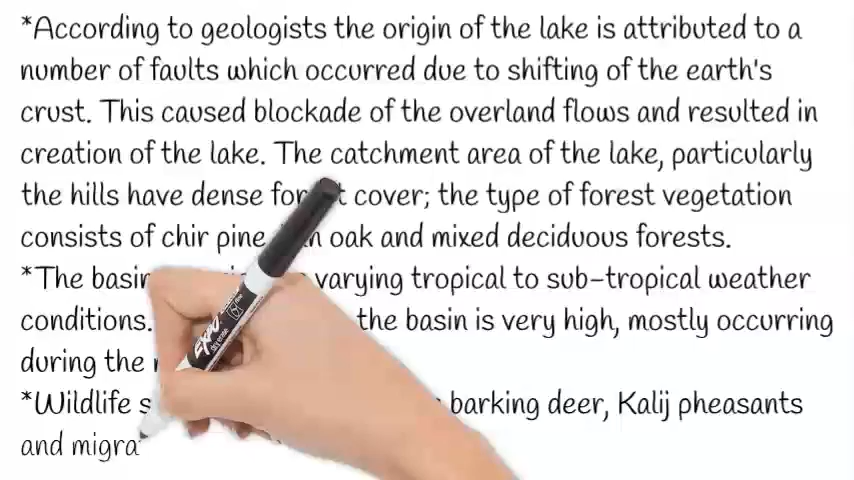 *According to geologists the origin of the lake is attributed to a
number of faults which occurred due to shifting of the earth's
crust. This caused blockade of the overland flows and resulted in
creation of the lake. The catchment area of the lake, particularly
the hills have dense cover; the type of forest vegetation
consists of chir pine oak and mixed deciduous forests.
*The varying tropical to sub-tropical weather
conditions. the basin is very high, mostly occurring
during the
*Wildlife barking deer, Kalij pheasants
and
EXPO
dry erase
fine